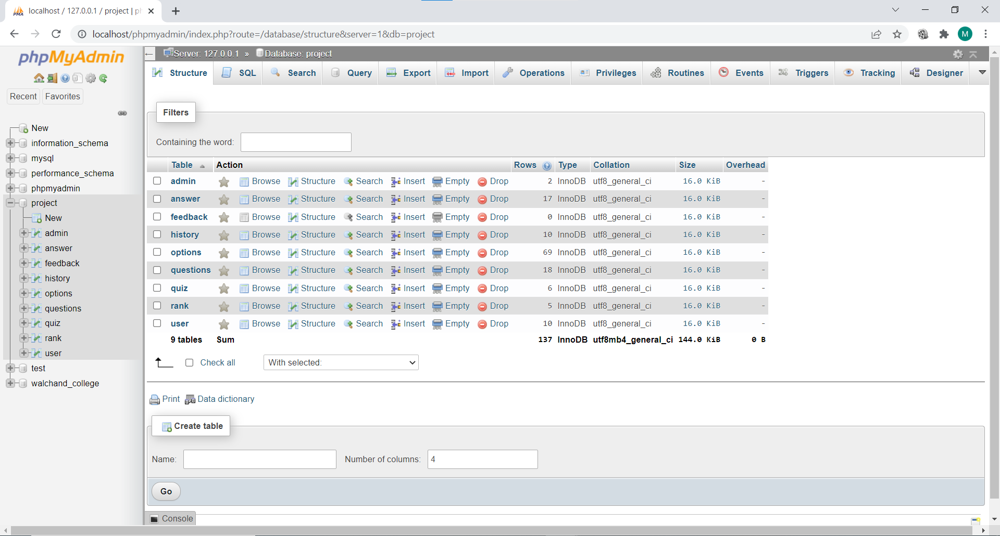 localhost / 127.0.0.1 / project | ph
localhost/phpmyadmin/index.php?route=/database/structure&server=1&db=project
M
phpMyAdmin
Recent Favorites
New
information_schema
mysql
performance_schema
phpmyadmin
project
New
admin
answer
feedback
history
options
questions
quiz
rank
user
test
walchand_college
Server: 127.0.0.1 » Database: project
Structure SQL Search Query Export Import Operations Privileges Routines Events Triggers Tracking Designer
Filters
Containing the word:
Table Action Rows Type Collation Size Overhead
admin Browse Structure Search Insert Empty Drop 2 InnoDB utf8_general_ci 16.0 KiB -
answer Browse Structure Search Insert Empty Drop 17 InnoDB utf8_general_ci 16.0 KiB -
feedback Browse Structure Search Insert Empty Drop 0 InnoDB utf8_general_ci 16.0 KiB -
history Browse Structure Search Insert Empty Drop 10 InnoDB utf8_general_ci 16.0 KiB -
options Browse Structure Search Insert Empty Drop 69 InnoDB utf8_general_ci 16.0 KiB -
questions Browse Structure Search Insert Empty Drop 18 InnoDB utf8_general_ci 16.0 KiB -
quiz Browse Structure Search Insert Empty Drop 6 InnoDB utf8_general_ci 16.0 KiB -
rank Browse Structure Search Insert Empty Drop 5 InnoDB utf8_general_ci 16.0 KiB -
user Browse Structure Search Insert Empty Drop 10 InnoDB utf8_general_ci 16.0 KiB -
9 tables Sum 137 InnoDB utf8mb4_general_ci 144.0 KiB 0 B
Check all With selected:
Print Data dictionary
Create table
Name: Number of columns: 4
Go
Console